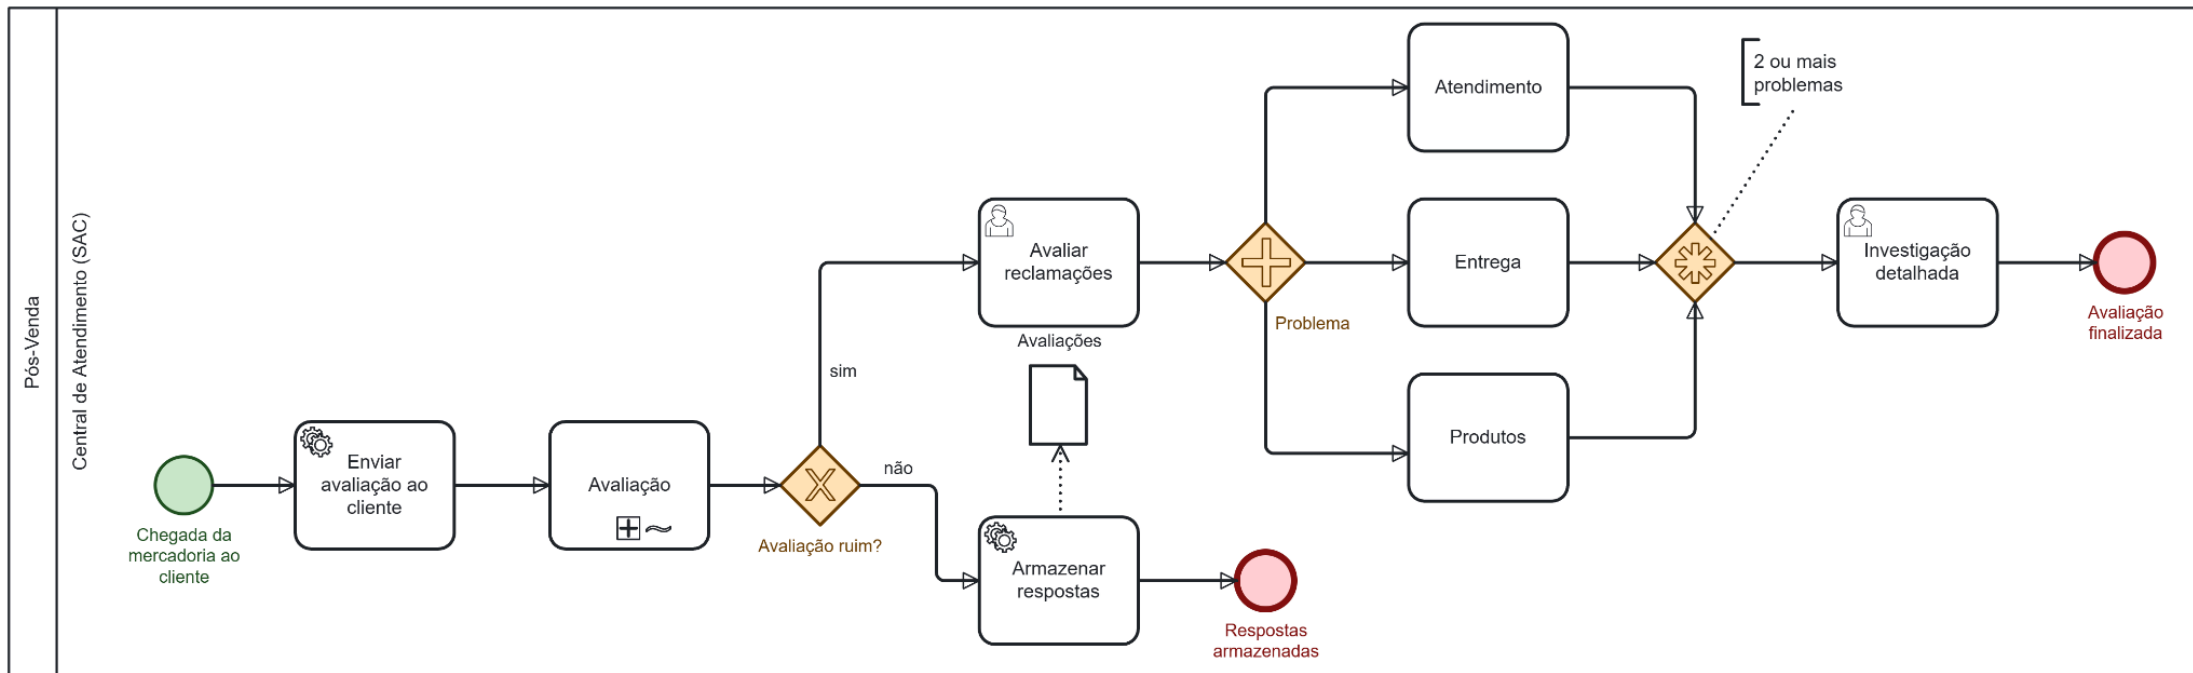 Pós-Venda
Central de Atendimento (SAC)
Chegada da
mercadoria ao
cliente
Enviar
avaliação ao
cliente
Avaliação
Avaliação ruim?
sim
não
Avaliar
reclamações
Avaliações
Armazenar
respostas
Respostas
armazenadas
Problema
Atendimento
Entrega
Produtos
2 ou mais
problemas
Investigação
detalhada
Avaliação
finalizada